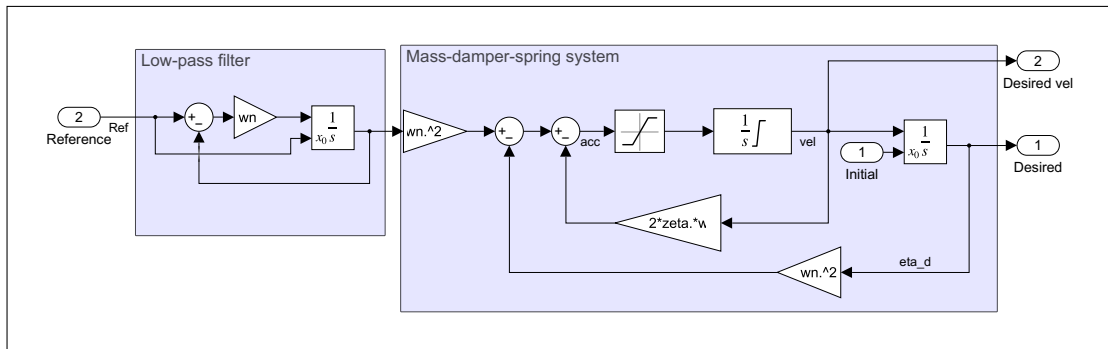 Low-pass filter
Mass-damper-spring system
2
Reference
Ref
+
−
wn
1
s
x₀
wn.^2
+
−
+
−
acc
1
s
vel
1
Initial
1
s
x₀
2
Desired vel
1
Desired
2*zeta.*w
wn.^2
eta_d